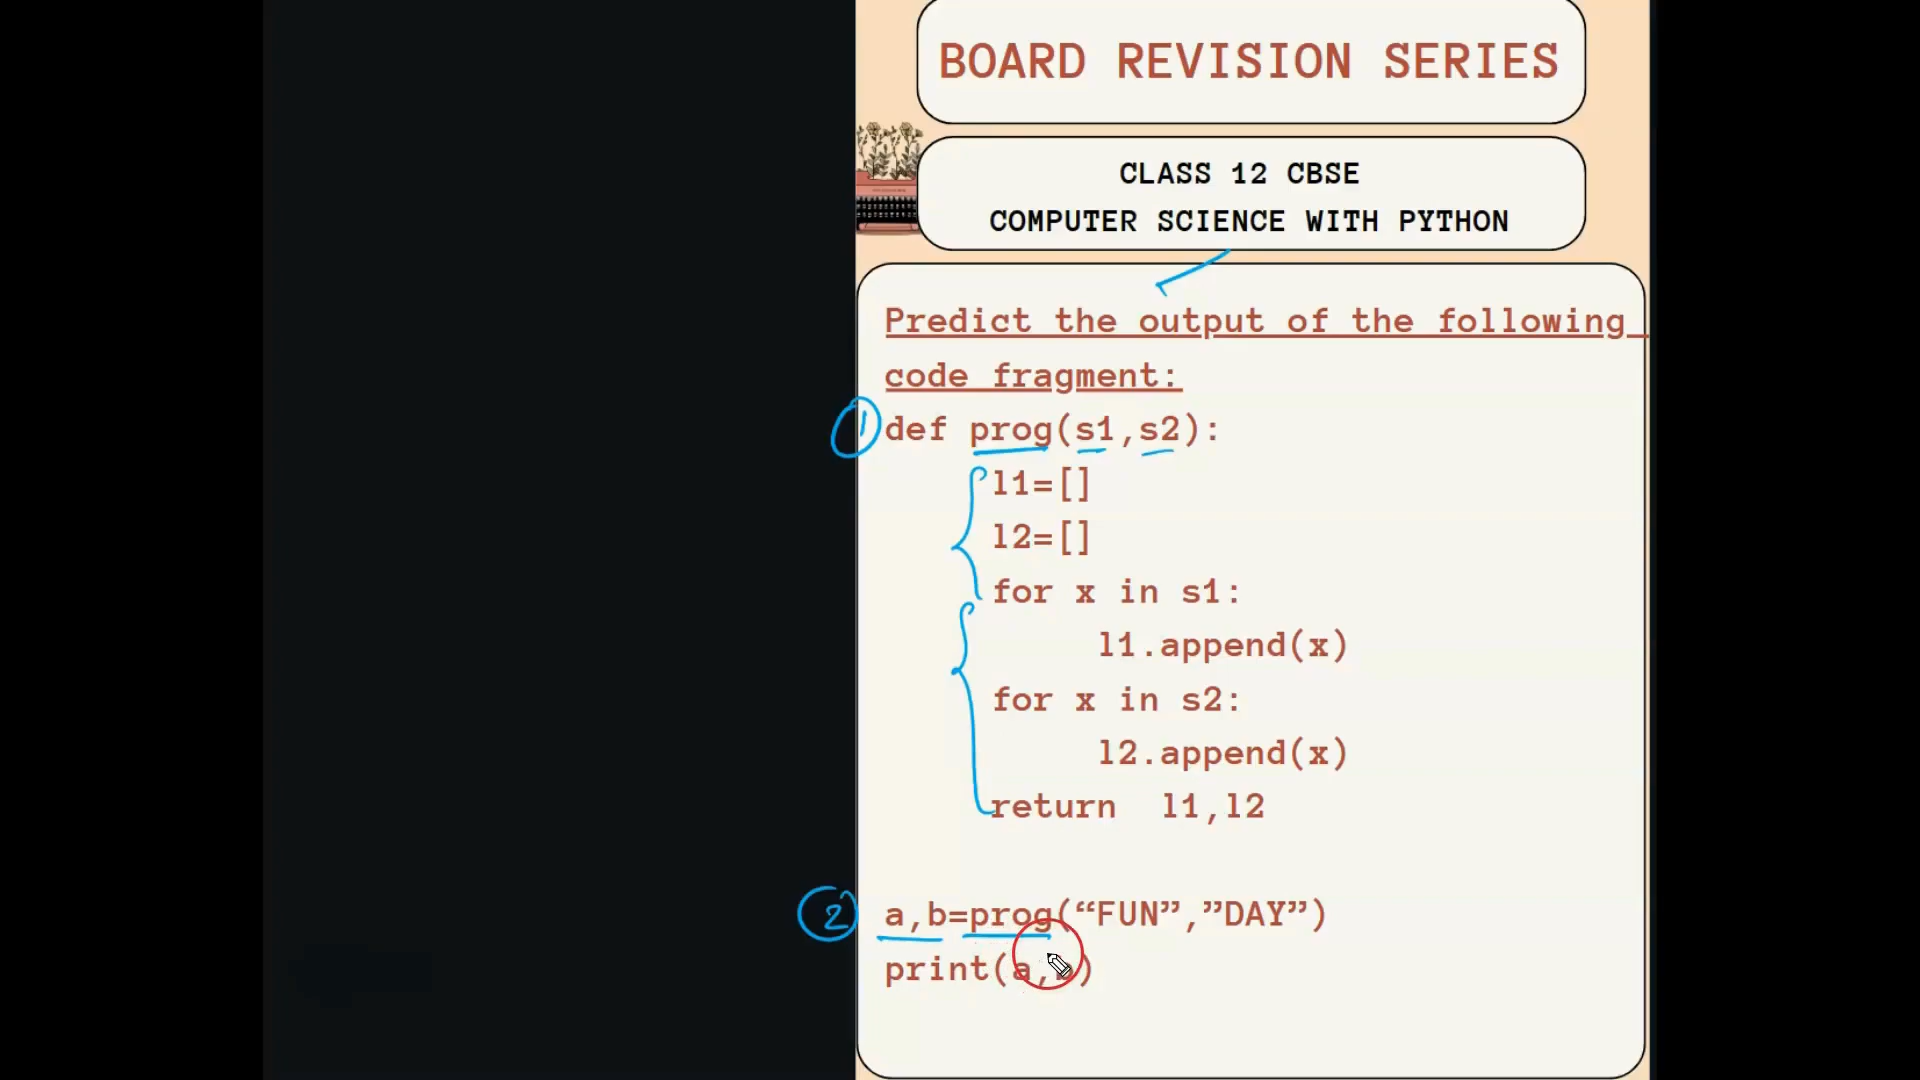 BOARD REVISION SERIES
CLASS 12 CBSE
COMPUTER SCIENCE WITH PYTHON
Predict the output of the following
code fragment:
1 def prog(s1,s2):
l1=[]
l2=[]
for x in s1:
l1.append(x)
for x in s2:
l2.append(x)
return l1,l2
2 a,b=prog(“FUN”,”DAY”)
print(a,b)